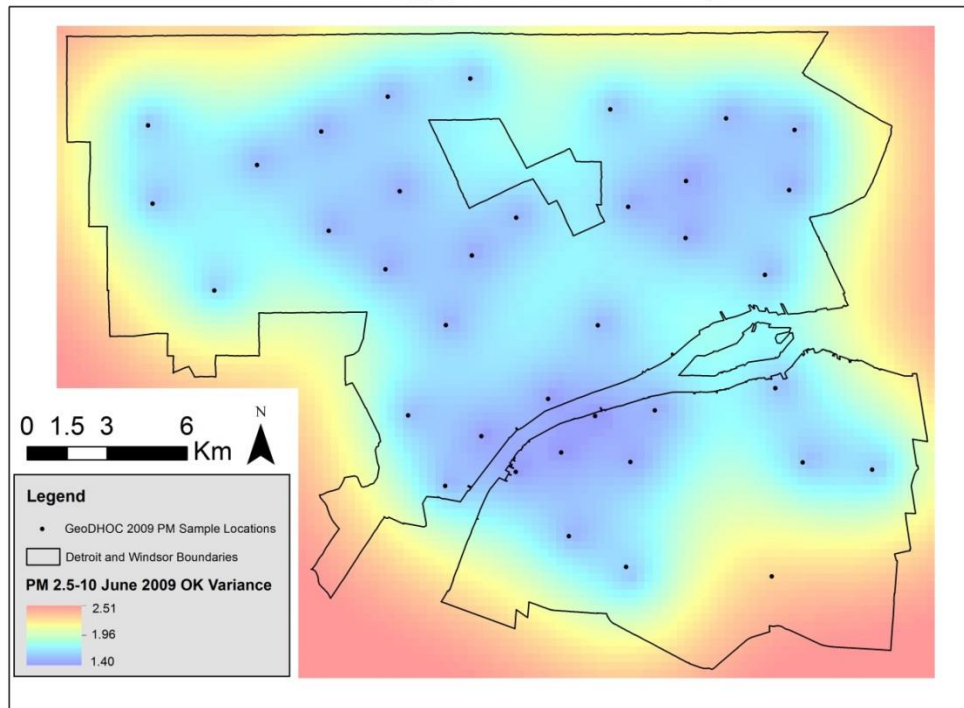 0 1.5 3 6
Km
N
Legend
GeoDHOC 2009 PM Sample Locations
Detroit and Windsor Boundaries
PM 2.5-10 June 2009 OK Variance
2.51
1.96
1.40